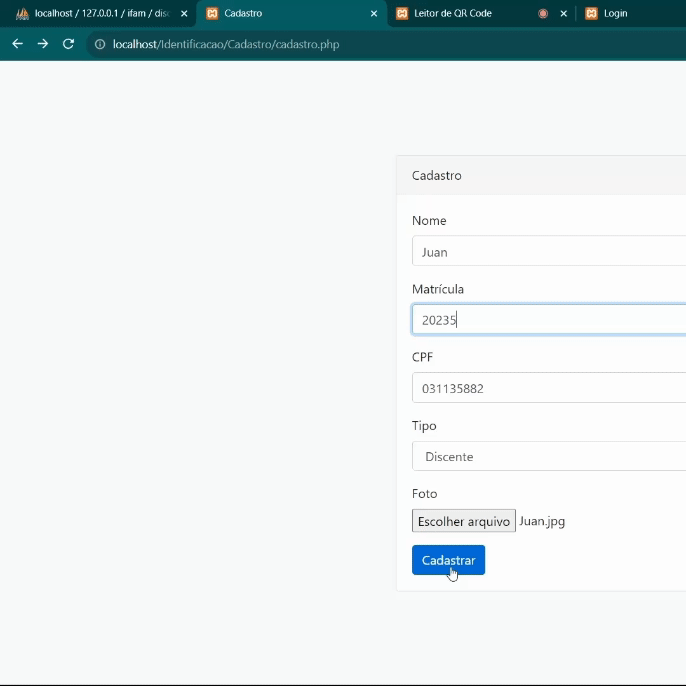 localhost / 127.0.0.1 / ifam / dis
Cadastro
Leitor de QR Code
Login
localhost/Identificacao/Cadastro/cadastro.php
Cadastro
Nome
Juan
Matrícula
20235
CPF
031135882
Tipo
Discente
Foto
Escolher arquivo Juan.jpg
Cadastrar